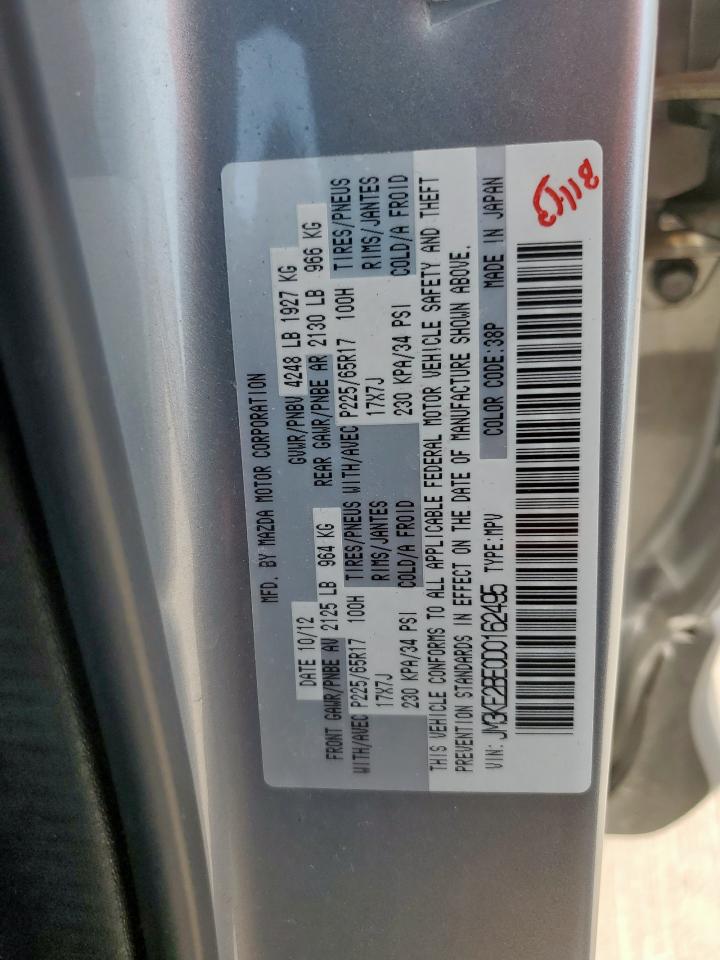 MFD. BY MAZDA MOTOR CORPORATION
DATE 10/12 GVWR/PNBV 4248 LB 1927 KG
FRONT GAWR/PNBE AV 2125 LB 964 KG REAR GAWR/PNBE AR 2130 LB 966 KG
WITH/AVEC P225/65R17 100H TIRES/PNEUS WITH/AVEC P225/65R17 100H TIRES/PNEUS
17X7J RIMS/JANTES 17X7J RIMS/JANTES
230 KPA/34 PSI COLD/A FROID 230 KPA/34 PSI COLD/A FROID
THIS VEHICLE CONFORMS TO ALL APPLICABLE FEDERAL MOTOR VEHICLE SAFETY AND THEFT
PREVENTION STANDARDS IN EFFECT ON THE DATE OF MANUFACTURE SHOWN ABOVE.
VIN: JM3KE2BE0D0162495 TYPE:MPV COLOR CODE:38P MADE IN JAPAN